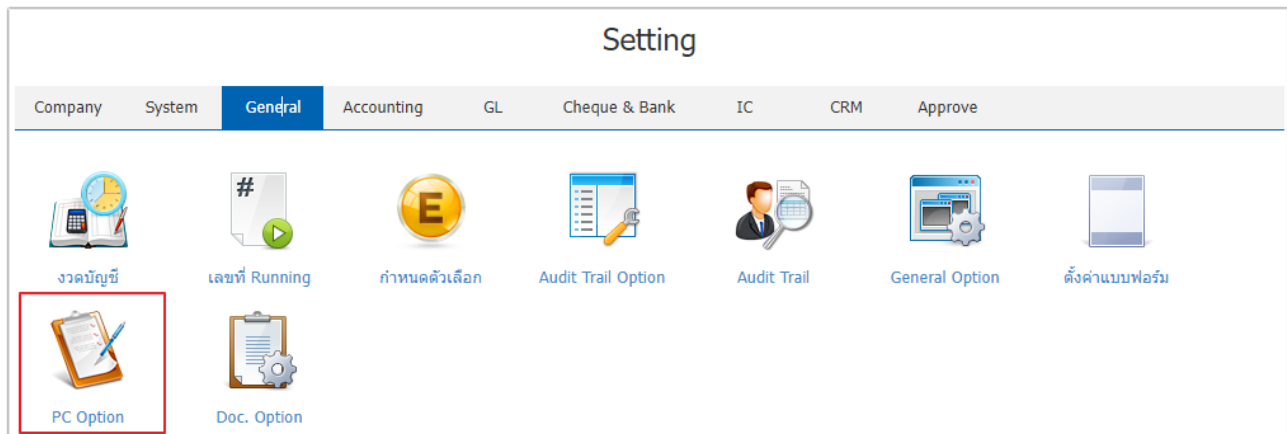 Setting
Company System General Accounting GL Cheque & Bank IC CRM Approve
#
E
งวดบัญชี เลขที่ Running กำหนดตัวเลือก Audit Trail Option Audit Trail General Option ตั้งค่าแบบฟอร์ม
PC Option Doc. Option